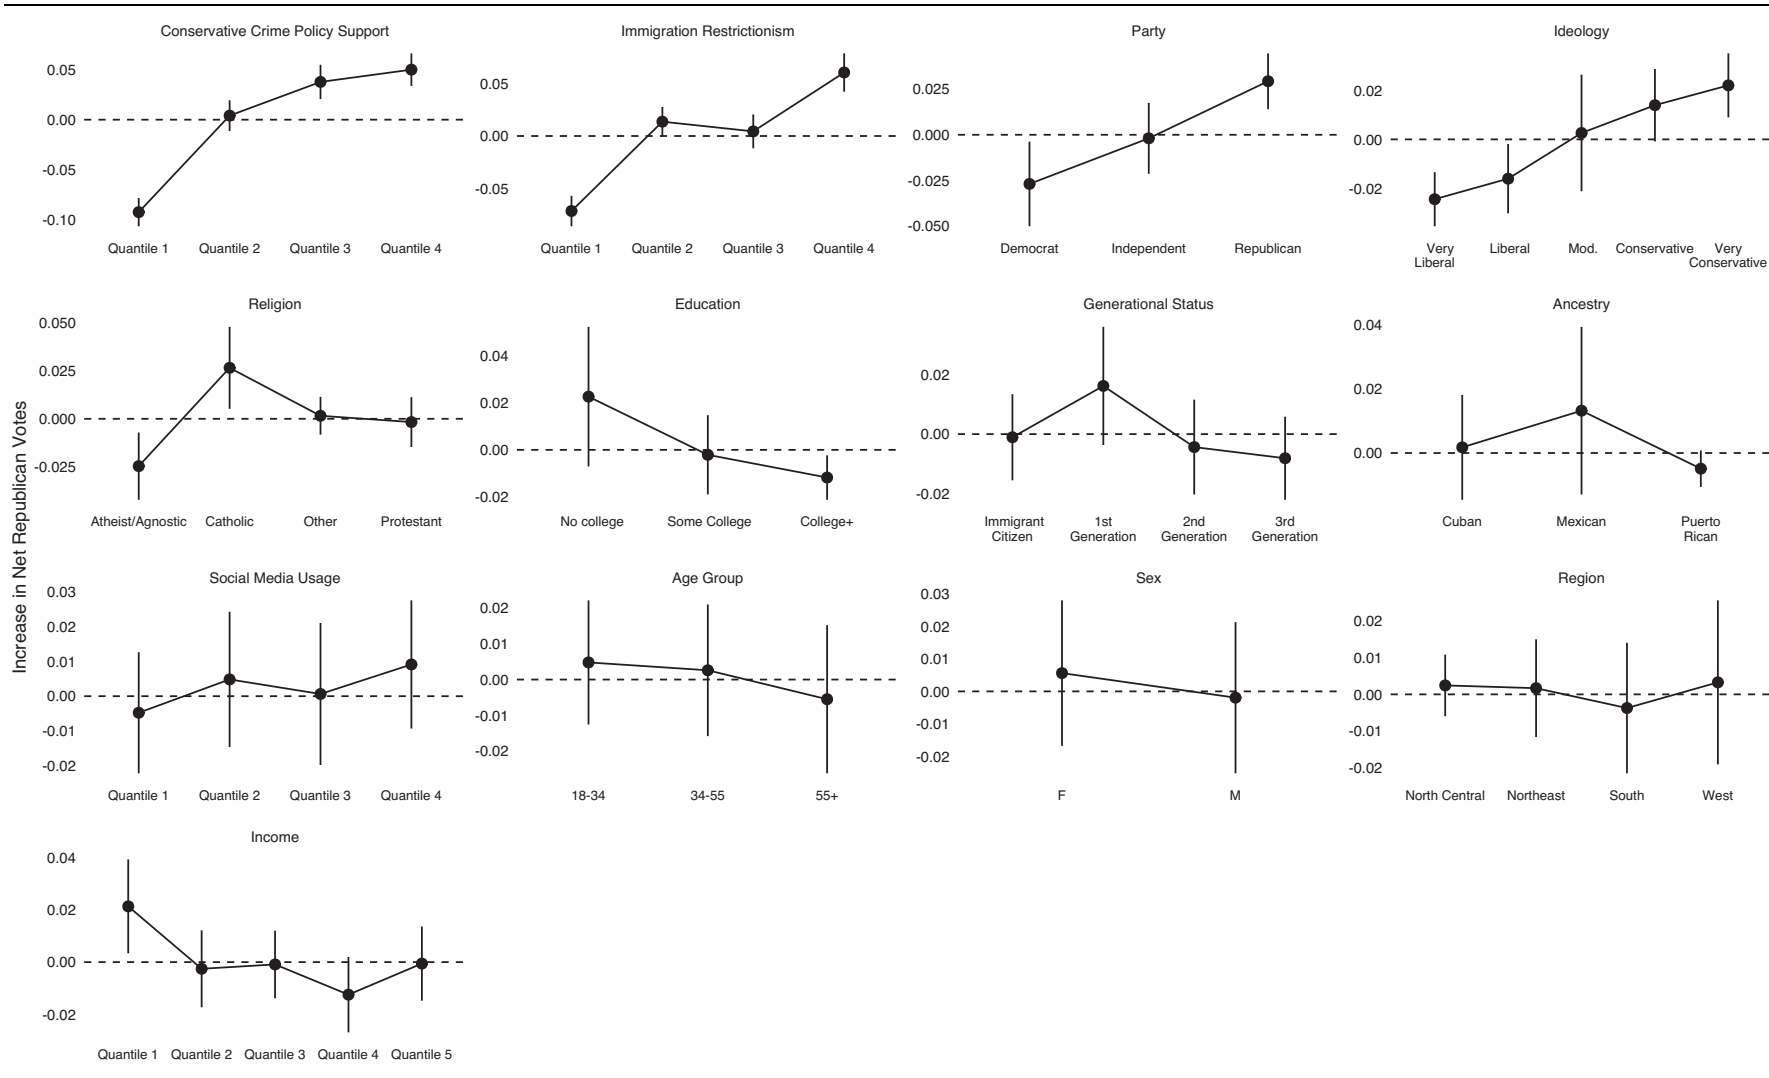 Increase in Net Republican Votes
Conservative Crime Policy Support
0.05
0.00
-0.05
-0.10
Quantile 1 Quantile 2 Quantile 3 Quantile 4
Immigration Restrictionism
0.05
0.00
-0.05
Quantile 1 Quantile 2 Quantile 3 Quantile 4
Party
0.025
0.000
-0.025
-0.050
Democrat Independent Republican
Ideology
0.02
0.00
-0.02
Very Liberal Mod. Conservative Very
Liberal Conservative
Religion
0.050
0.025
0.000
-0.025
Atheist/Agnostic Catholic Other Protestant
Education
0.04
0.02
0.00
-0.02
No college Some College College+
Generational Status
0.02
0.00
-0.02
Immigrant 1st 2nd 3rd
Citizen Generation Generation Generation
Ancestry
0.04
0.02
0.00
Cuban Mexican Puerto
Rican
Social Media Usage
0.03
0.02
0.01
0.00
-0.01
-0.02
Quantile 1 Quantile 2 Quantile 3 Quantile 4
Age Group
0.02
0.01
0.00
-0.01
-0.02
18-34 34-55 55+
Sex
0.03
0.02
0.01
0.00
-0.01
-0.02
F M
Region
0.02
0.01
0.00
-0.01
-0.02
North Central Northeast South West
Income
0.04
0.02
0.00
-0.02
Quantile 1 Quantile 2 Quantile 3 Quantile 4 Quantile 5